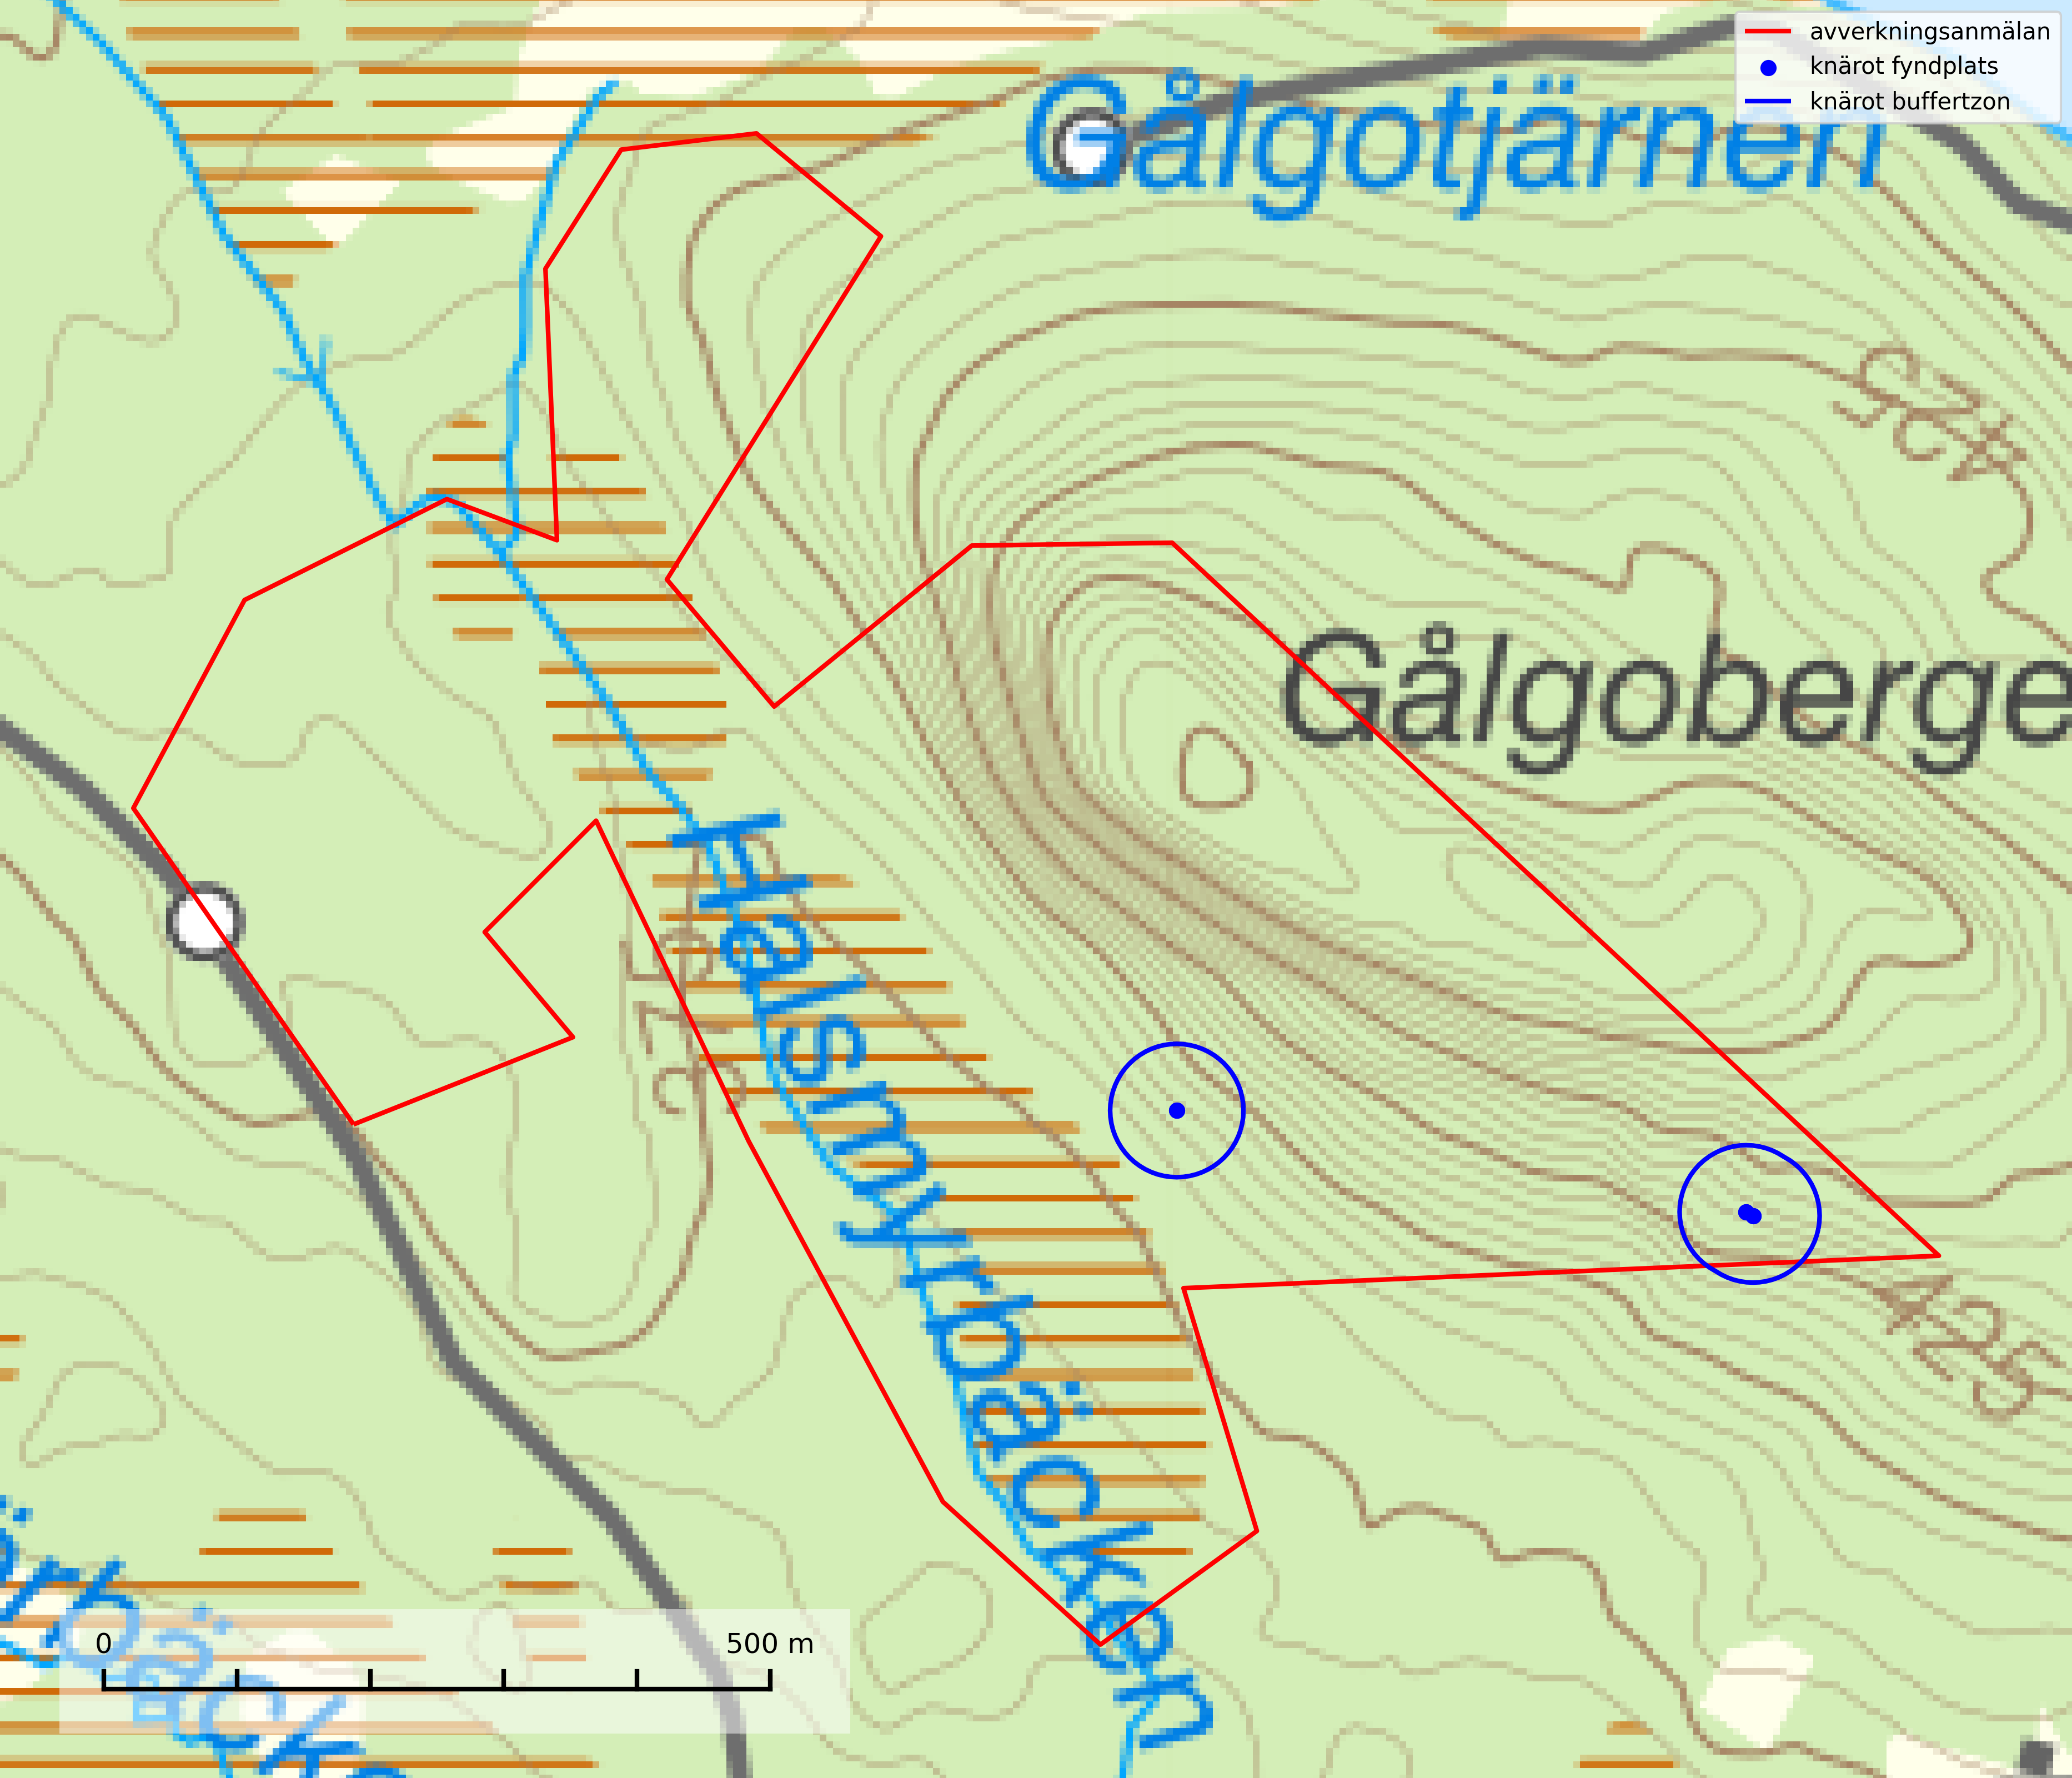 avverkningsanmälan
knärot fyndplats
knärot buffertzon
Gålgotjärnen
Gålgoberge
Halsmyrbäcken
425
0 500 m